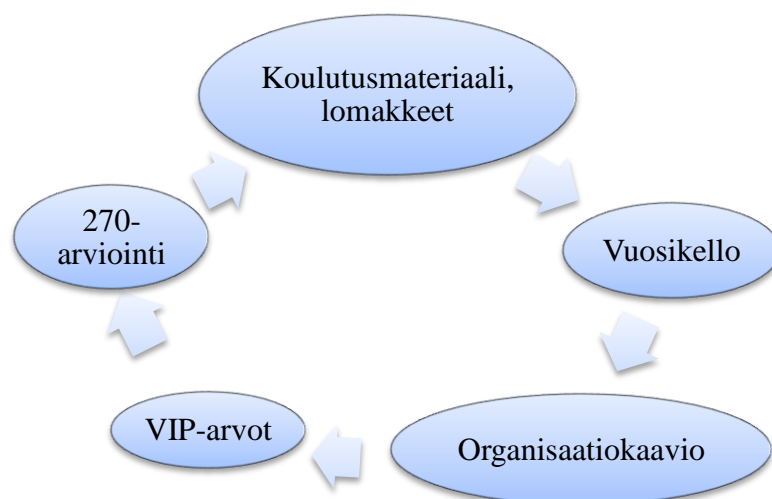 Koulutusmateriaali,
lomakkeet
Vuosikello
Organisaatiokaavio
VIP-arvot
270-
arviointi